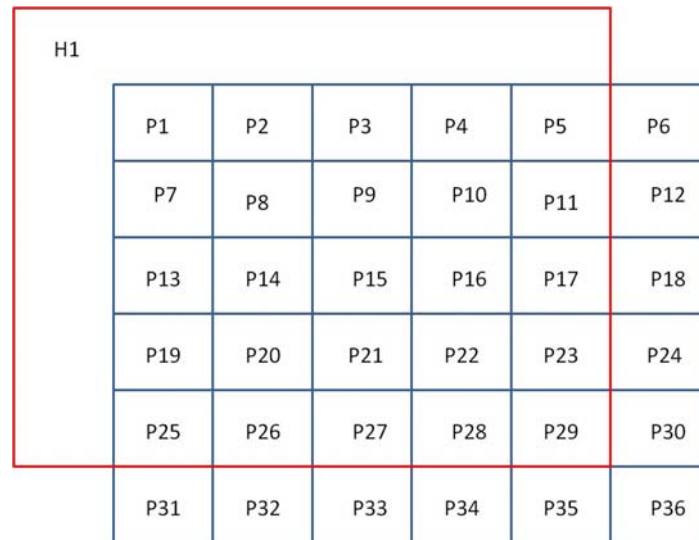 H1
P1 P2 P3 P4 P5 P6
P7 P8 P9 P10 P11 P12
P13 P14 P15 P16 P17 P18
P19 P20 P21 P22 P23 P24
P25 P26 P27 P28 P29 P30
P31 P32 P33 P34 P35 P36